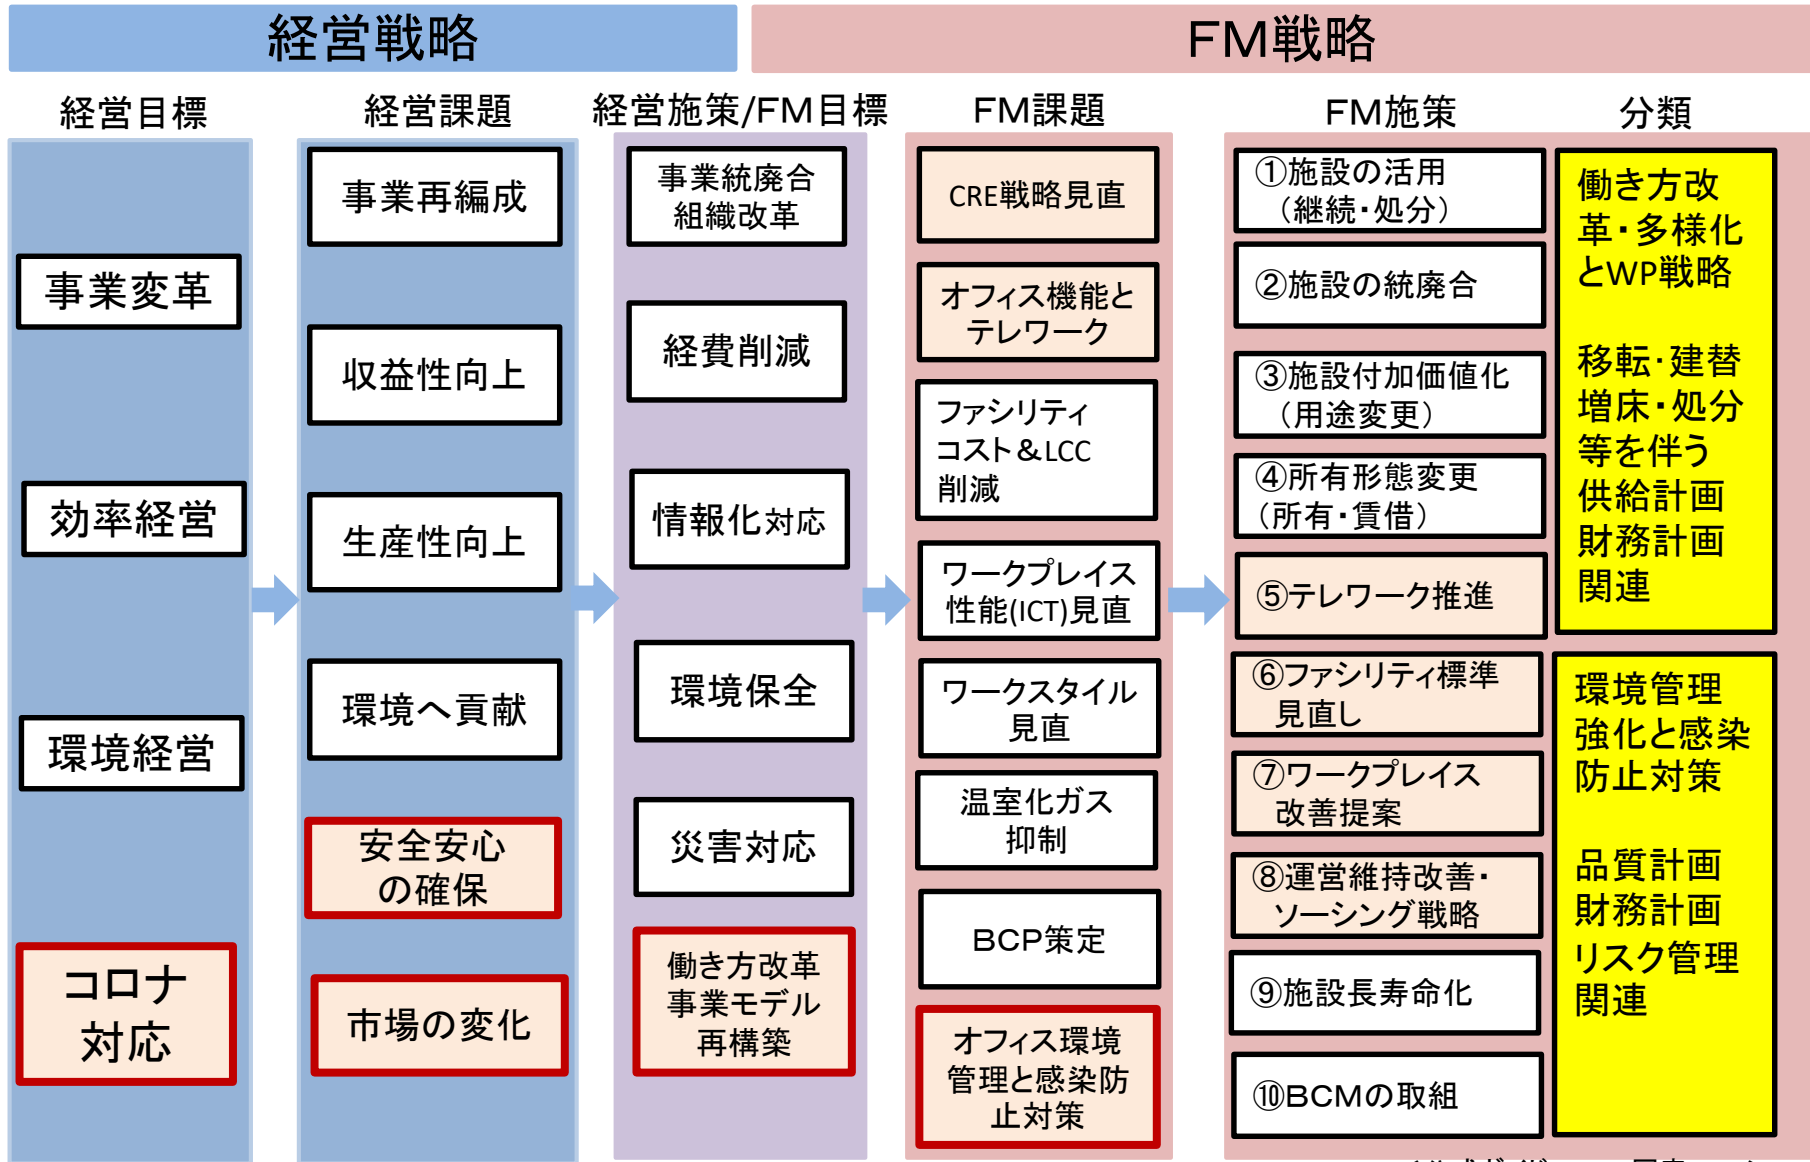 経営戦略
FM戦略
経営目標
経営課題
経営施策/FM目標
FM課題
FM施策
分類
事業変革
効率経営
環境経営
コロナ
対応
事業再編成
収益性向上
生産性向上
環境へ貢献
安全安心
の確保
市場の変化
事業統廃合
組織改革
経費削減
情報化対応
環境保全
災害対応
働き方改革
事業モデル
再構築
CRE戦略見直
オフィス機能と
テレワーク
ファシリティ
コスト&LCC
削減
ワークプレイス
性能(ICT)見直
ワークスタイル
見直
温室化ガス
抑制
BCP策定
オフィス環境
管理と感染防
止対策
①施設の活用
(継続・処分)
②施設の統廃合
③施設付加価値化
(用途変更)
④所有形態変更
(所有・賃借)
⑤テレワーク推進
⑥ファシリティ標準
見直し
⑦ワークプレイス
改善提案
⑧運営維持改善・
ソーシング戦略
⑨施設長寿命化
⑩BCMの取組
働き方改
革・多様化
とWP戦略
移転・建替
増床・処分
等を伴う
供給計画
財務計画
関連
環境管理
強化と感染
防止対策
品質計画
財務計画
リスク管理
関連